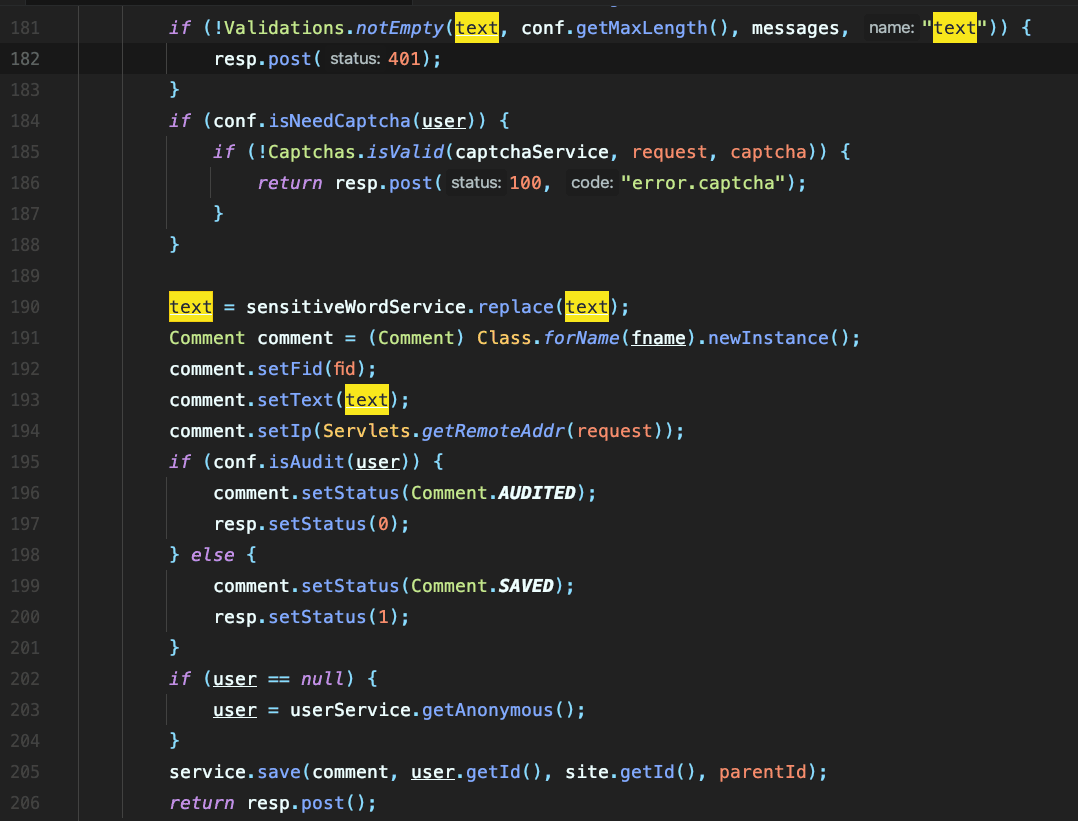 181 if (!Validations.notEmpty(text, conf.getMaxLength(), messages, name: "text")) {
182 resp.post( status: 401);
183 }
184 if (conf.isNeedCaptcha(user)) {
185 if (!Captchas.isValid(captchaService, request, captcha)) {
186 return resp.post( status: 100, code: "error.captcha");
187 }
188 }
189
190 text = sensitiveWordService.replace(text);
191 Comment comment = (Comment) Class.forName(fname).newInstance();
192 comment.setFid(fid);
193 comment.setText(text);
194 comment.setIp(Servlets.getRemoteAddr(request));
195 if (conf.isAudit(user)) {
196 comment.setStatus(Comment.AUDITED);
197 resp.setStatus(0);
198 } else {
199 comment.setStatus(Comment.SAVED);
200 resp.setStatus(1);
201 }
202 if (user == null) {
203 user = userService.getAnonymous();
204 }
205 service.save(comment, user.getId(), site.getId(), parentId);
206 return resp.post();